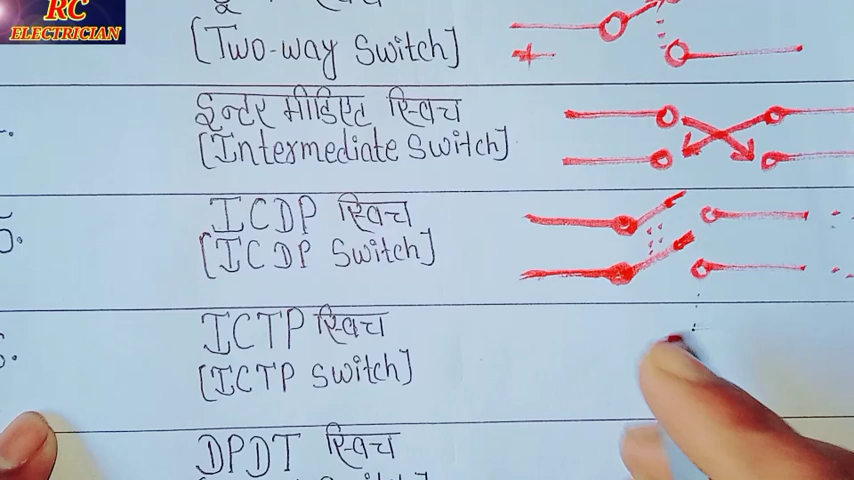 RC
ELECTRICIAN
[Two-way Switch]
इन्टर मीडिएट स्विच
[Intermediate Switch]
ICDP स्विच
[ICDP Switch]
ICTP स्विच
[ICTP Switch]
DPDT स्विच